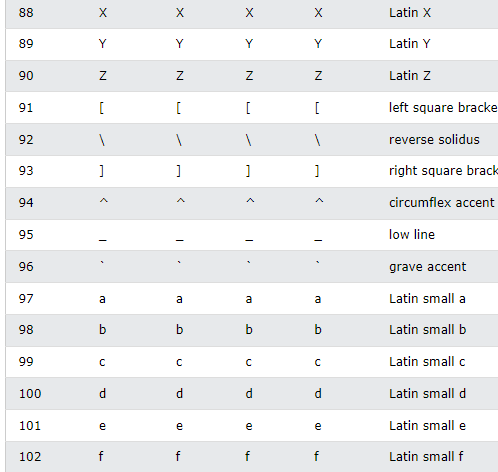 88 X X X X Latin X
89 Y Y Y Y Latin Y
90 Z Z Z Z Latin Z
91 [ [ [ [ left square bracke
92 \ \ \ \ reverse solidus
93 ] ] ] ] right square brack
94 ^ ^ ^ ^ circumflex accent
95 _ _ _ _ low line
96 ` ` ` ` grave accent
97 a a a a Latin small a
98 b b b b Latin small b
99 c c c c Latin small c
100 d d d d Latin small d
101 e e e e Latin small e
102 f f f f Latin small f